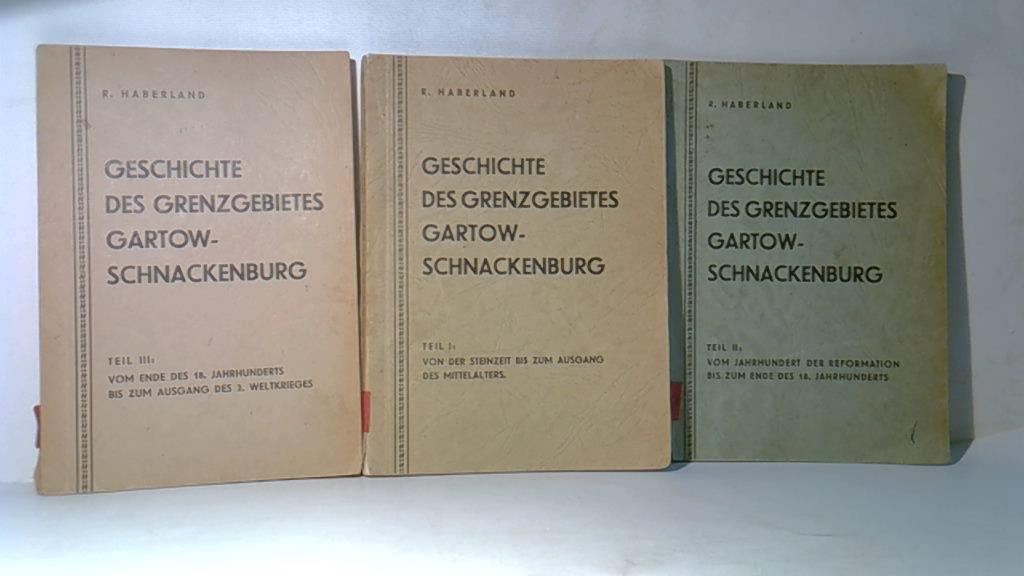 R. HABERLAND
GESCHICHTE
DES GRENZGEBIETES
GARTOW-
SCHNACKENBURG
TEIL III:
VOM ENDE DES 18. JAHRHUNDERTS
BIS ZUM AUSGANG DES 2. WELTKRIEGES
R. HABERLAND
GESCHICHTE
DES GRENZGEBIETES
GARTOW-
SCHNACKENBURG
TEIL I:
VON DER STEINZEIT BIS ZUM AUSGANG
DES MITTELALTERS.
R. HABERLAND
GESCHICHTE
DES GRENZGEBIETES
GARTOW-
SCHNACKENBURG
TEIL II:
VOM JAHRHUNDERT DER REFORMATION
BIS ZUM ENDE DES 18. JAHRHUNDERTS